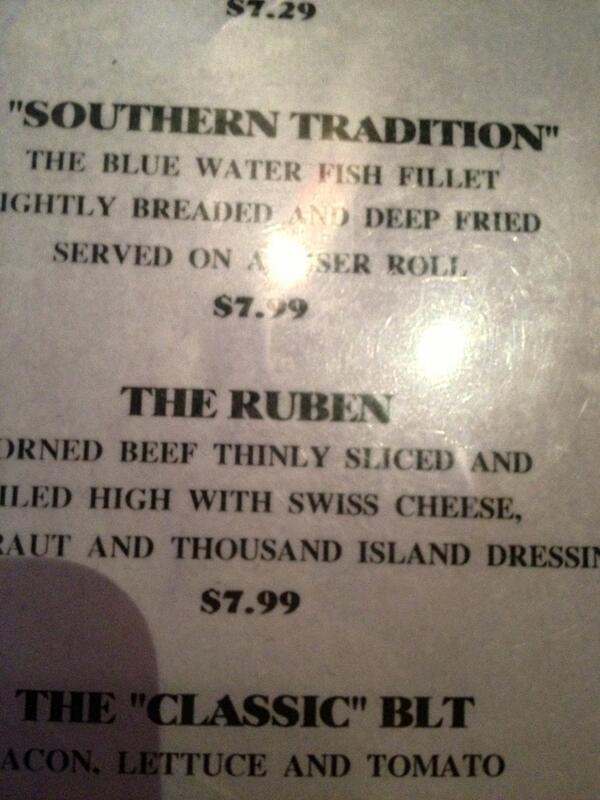 $7.29
"SOUTHERN TRADITION"
THE BLUE WATER FISH FILLET
IGHTLY BREADED AND DEEP FRIED
SERVED ON A SER ROLL
$7.99
THE RUBEN
ORNED BEEF THINLY SLICED AND
ILED HIGH WITH SWISS CHEESE,
RAUT AND THOUSAND ISLAND DRESSIN
$7.99
THE "CLASSIC" BLT
ACON, LETTUCE AND TOMATO